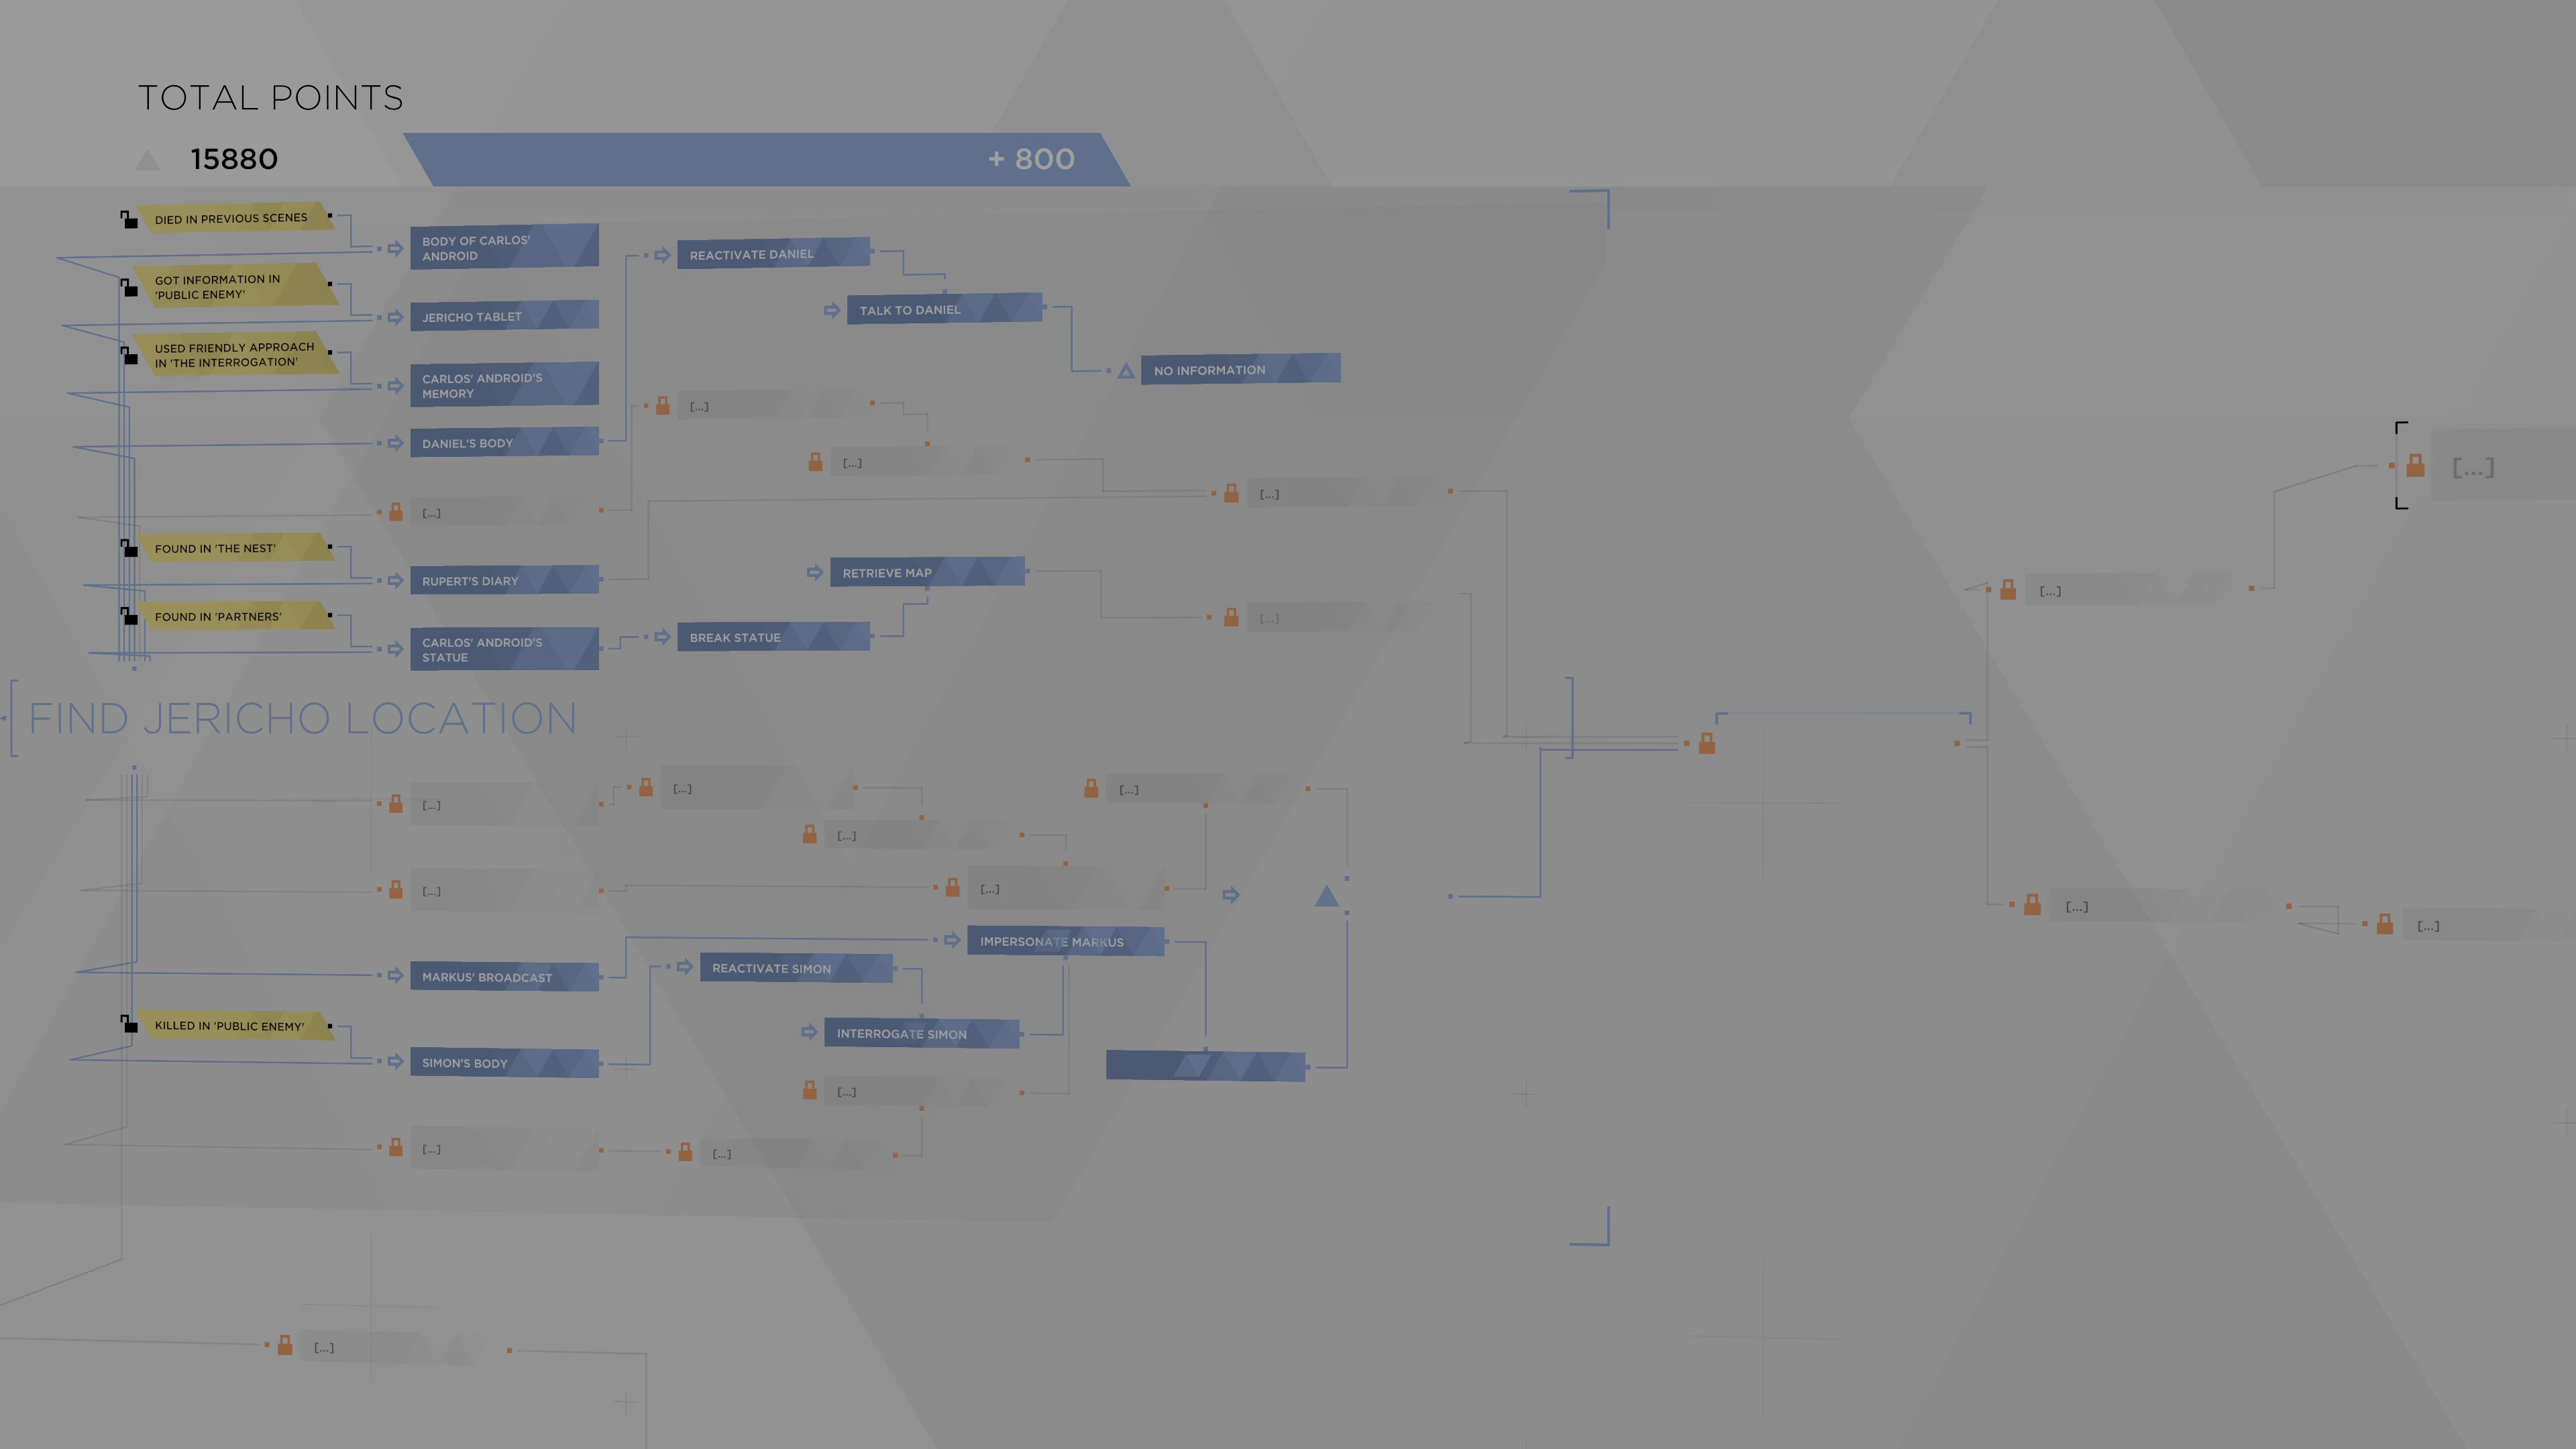 TOTAL POINTS
15880
+ 800
DIED IN PREVIOUS SCENES
BODY OF CARLOS'
ANDROID
REACTIVATE DANIEL
GOT INFORMATION IN
'PUBLIC ENEMY'
JERICHO TABLET
TALK TO DANIEL
USED FRIENDLY APPROACH
IN 'THE INTERROGATION'
CARLOS' ANDROID'S
MEMORY
NO INFORMATION
[...]
DANIEL'S BODY
[...]
[...]
[...]
[...]
FOUND IN 'THE NEST'
RUPERT'S DIARY
RETRIEVE MAP
[...]
FOUND IN 'PARTNERS'
[...]
CARLOS' ANDROID'S
STATUE
BREAK STATUE
FIND JERICHO LOCATION
[...]
[...]
[...]
[...]
[...]
[...]
[...]
[...]
IMPERSONATE MARKUS
MARKUS' BROADCAST
REACTIVATE SIMON
KILLED IN 'PUBLIC ENEMY'
INTERROGATE SIMON
SIMON'S BODY
[...]
[...]
[...]
[...]
[...]